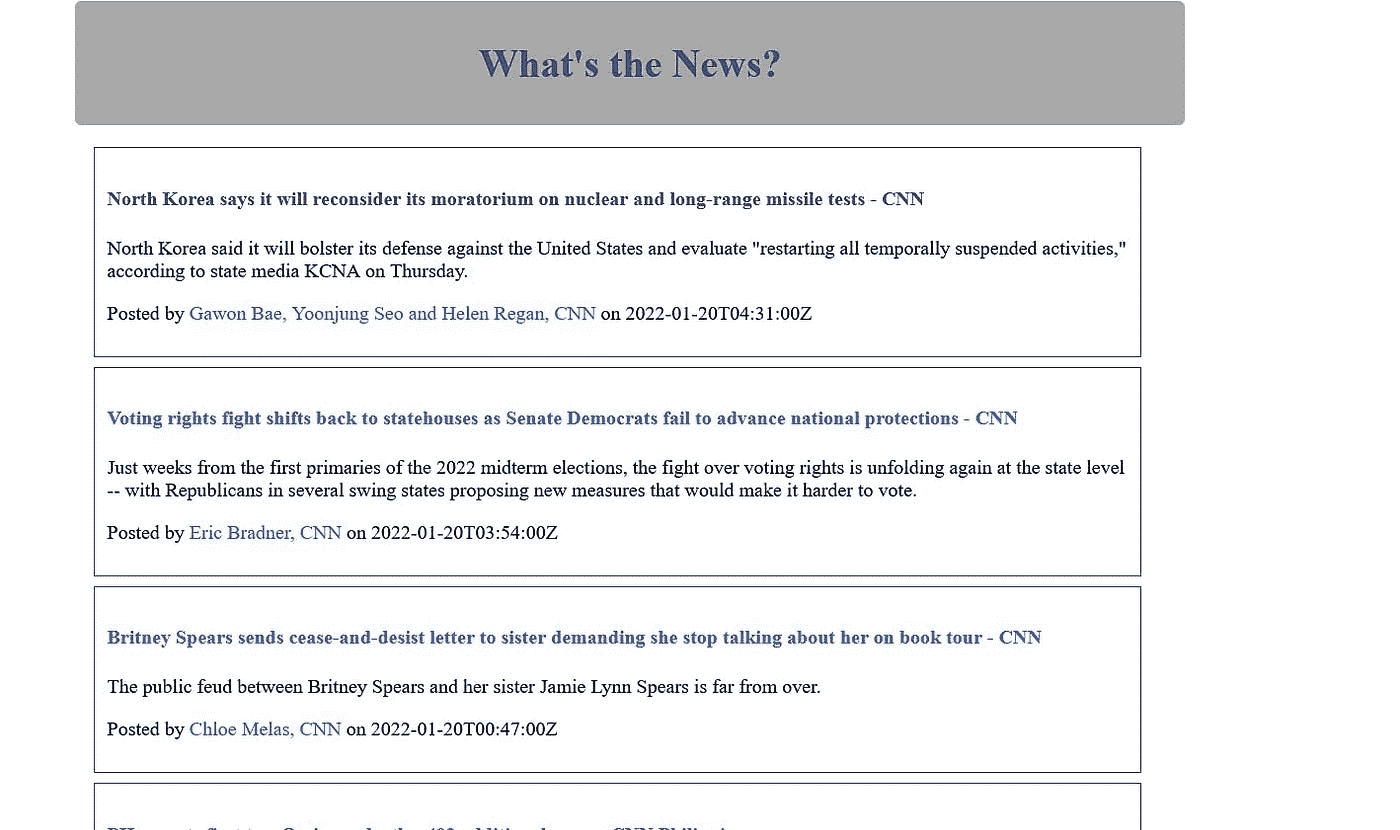 What's the News?
North Korea says it will reconsider its moratorium on nuclear and long-range missile tests - CNN
North Korea said it will bolster its defense against the United States and evaluate "restarting all temporally suspended activities,"
according to state media KCNA on Thursday.
Posted by Gawon Bae, Yoonjung Seo and Helen Regan, CNN on 2022-01-20T04:31:00Z
Voting rights fight shifts back to statehouses as Senate Democrats fail to advance national protections - CNN
Just weeks from the first primaries of the 2022 midterm elections, the fight over voting rights is unfolding again at the state level
-- with Republicans in several swing states proposing new measures that would make it harder to vote.
Posted by Eric Bradner, CNN on 2022-01-20T03:54:00Z
Britney Spears sends cease-and-desist letter to sister demanding she stop talking about her on book tour - CNN
The public feud between Britney Spears and her sister Jamie Lynn Spears is far from over.
Posted by Chloe Melas, CNN on 2022-01-20T00:47:00Z